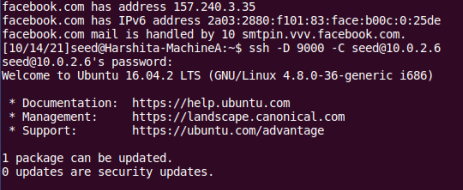 facebook.com has address 157.240.3.35
facebook.com has IPv6 address 2a03:2880:f101:83:face:b00c:0:25de
facebook.com mail is handled by 10 smtpin.vvv.facebook.com.
[10/14/21]seed@Harshita-MachineA:~$ ssh -D 9000 -C seed@10.0.2.6
seed@10.0.2.6's password:
Welcome to Ubuntu 16.04.2 LTS (GNU/Linux 4.8.0-36-generic i686)
* Documentation:  https://help.ubuntu.com
* Management:     https://landscape.canonical.com
* Support:        https://ubuntu.com/advantage
1 package can be updated.
0 updates are security updates.